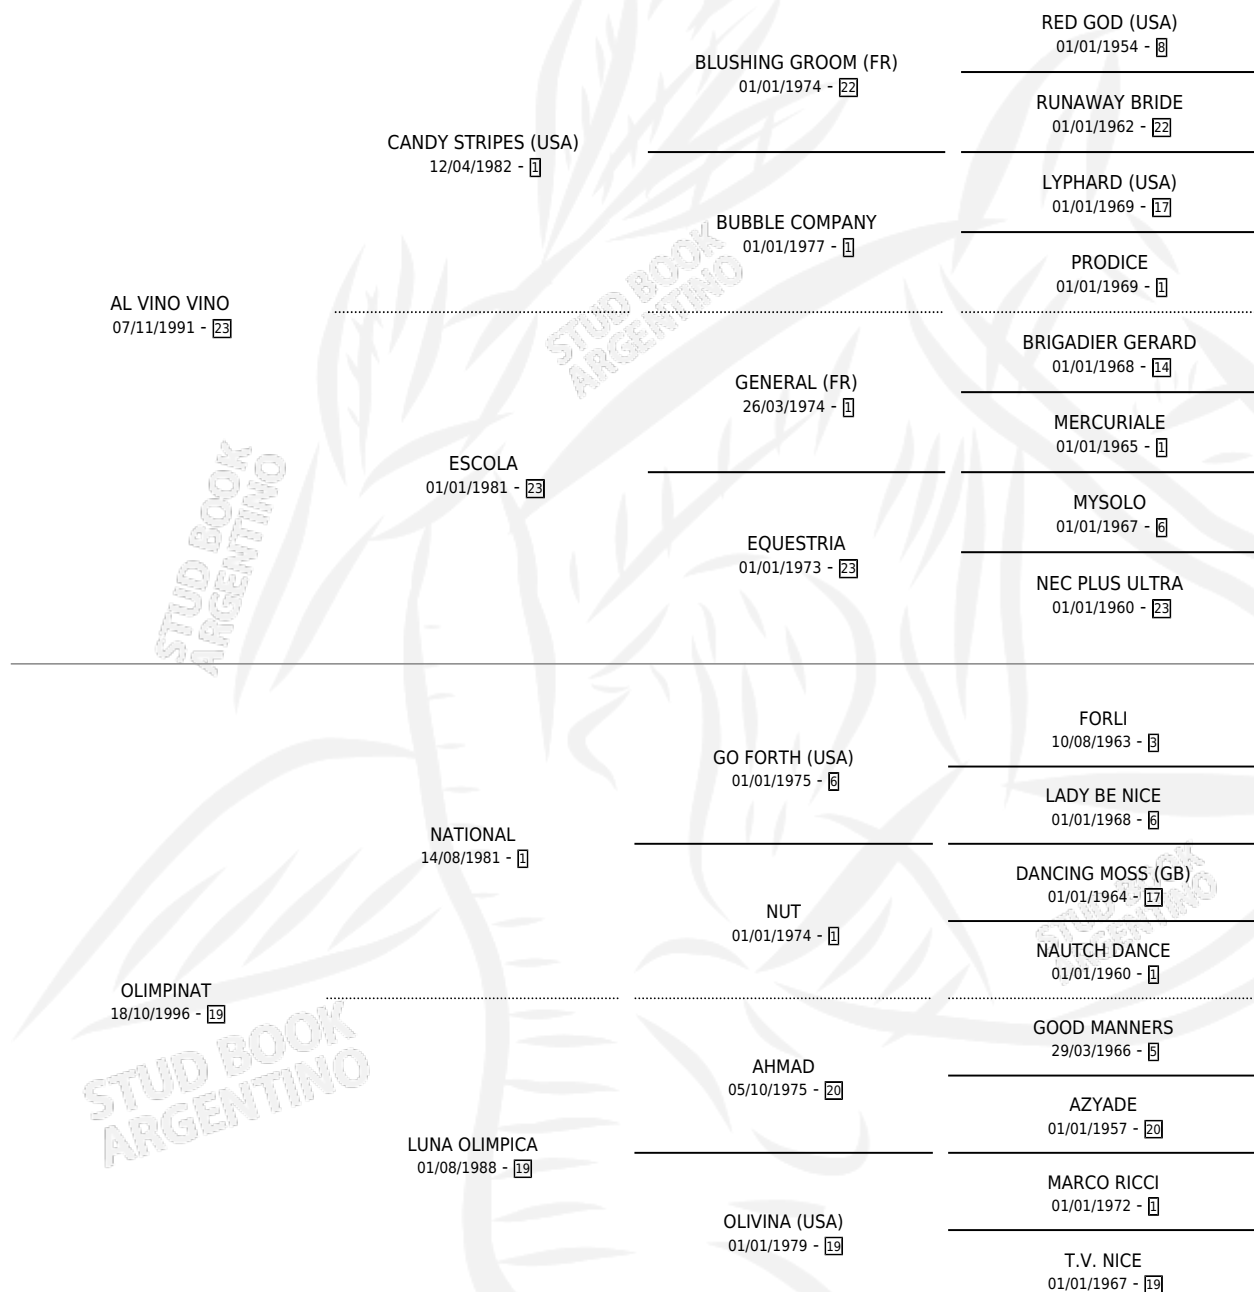 RED GOD (USA)
01/01/1954 - 8
BLUSHING GROOM (FR)
01/01/1974 - 22
RUNAWAY BRIDE
01/01/1962 - 22
CANDY STRIPES (USA)
12/04/1982 - 1
LYPHARD (USA)
01/01/1969 - 17
BUBBLE COMPANY
01/01/1977 - 1
PRODICE
01/01/1969 - 1
AL VINO VINO
07/11/1991 - 23
BRIGADIER GERARD
01/01/1968 - 14
GENERAL (FR)
26/03/1974 - 1
MERCURIALE
01/01/1965 - 1
ESCOLA
01/01/1981 - 23
MYSOLO
01/01/1967 - 6
EQUESTRIA
01/01/1973 - 23
NEC PLUS ULTRA
01/01/1960 - 23
FORLI
10/08/1963 - 3
GO FORTH (USA)
01/01/1975 - 6
LADY BE NICE
01/01/1968 - 6
NATIONAL
14/08/1981 - 1
DANCING MOSS (GB)
01/01/1964 - 17
NUT
01/01/1974 - 1
NAUTCH DANCE
01/01/1960 - 1
OLIMPINAT
18/10/1996 - 19
GOOD MANNERS
29/03/1966 - 5
AHMAD
05/10/1975 - 20
AZYADE
01/01/1957 - 20
LUNA OLIMPICA
01/08/1988 - 19
MARCO RICCI
01/01/1972 - 1
OLIVINA (USA)
01/01/1979 - 19
T.V. NICE
01/01/1967 - 19
STUD BOOK
ARGENTINO
STUD BOOK
ARGENTINO
STUD BOOK
ARGENTINO
STUD BOOK
ARGENTINO